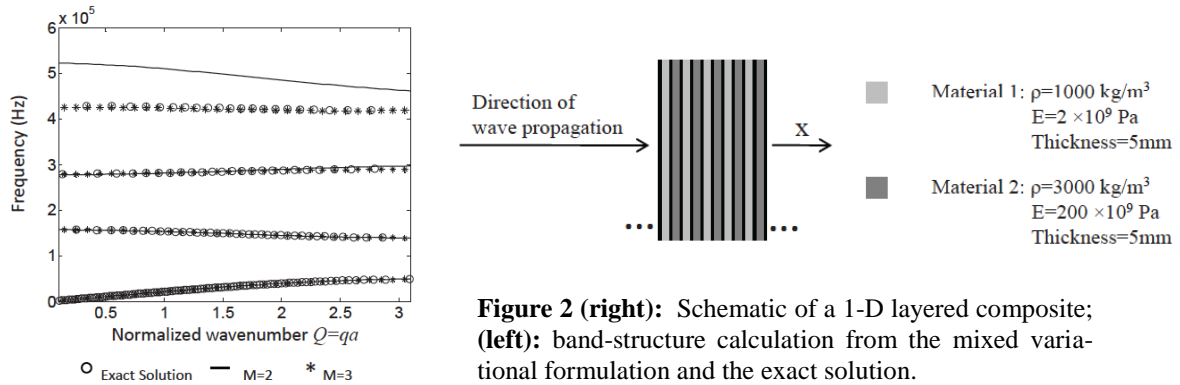 × 10⁵
6
5
4
3
2
1
0
Frequency (Hz)
0.5 1 1.5 2 2.5 3
Normalized wavenumber Q=qa
Exact Solution M=2 * M=3
Direction of
wave propagation
X
... ...
Material 1: ρ=1000 kg/m³
E=2 ×10⁹ Pa
Thickness=5mm
Material 2: ρ=3000 kg/m³
E=200 ×10⁹ Pa
Thickness=5mm
Figure 2 (right): Schematic of a 1-D layered composite;
(left): band-structure calculation from the mixed varia-
tional formulation and the exact solution.